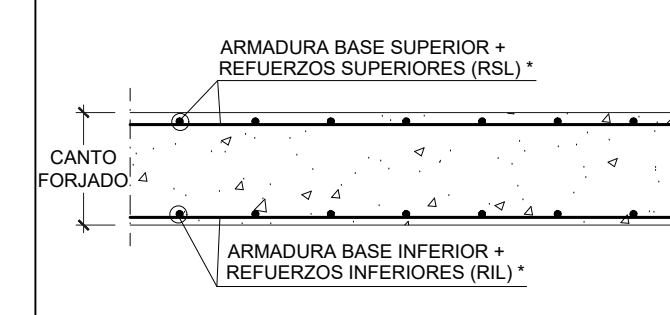 ARMADURA BASE SUPERIOR +
REFUERZOS SUPERIORES (RSL) *
CANTO
FORJADO
ARMADURA BASE INFERIOR +
REFUERZOS INFERIORES (RIL) *